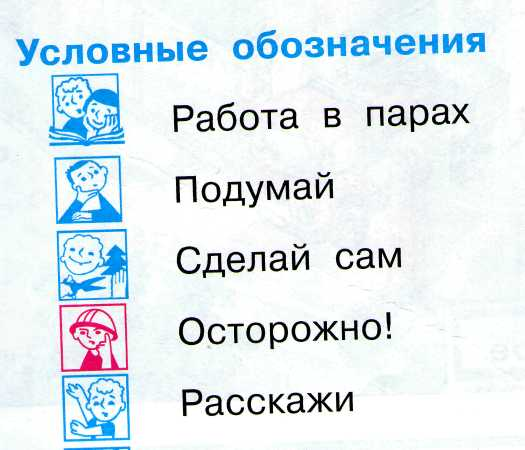 Условные обозначения
Работа в парах
Подумай
Сделай сам
Осторожно!
Расскажи